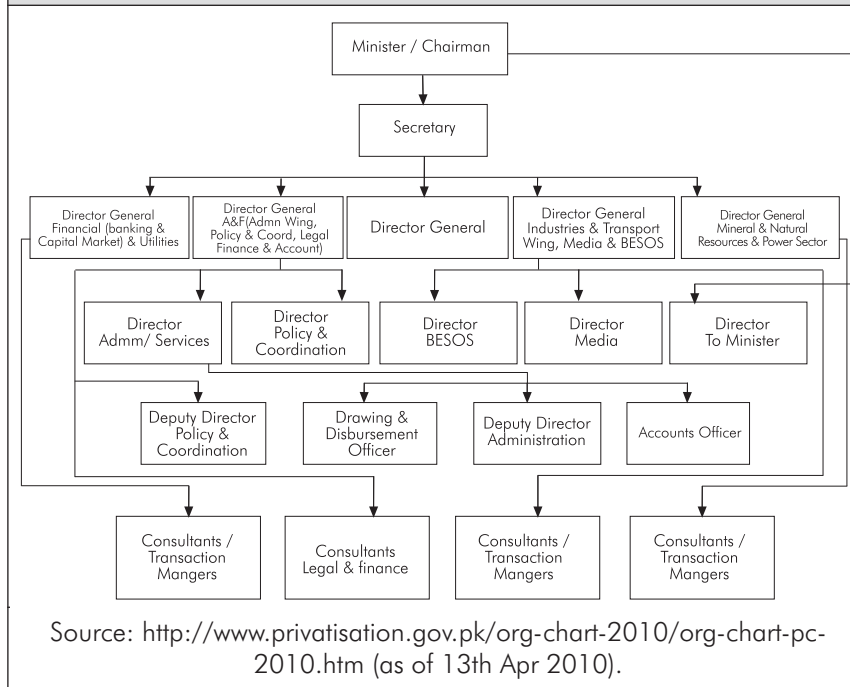 Minister / Chairman
Secretary
Director General
Financial (banking &
Capital Market) & Utilities
Director General
A&F(Admn Wing,
Policy & Coord, Legal
Finance & Account)
Director General
Director General
Industries & Transport
Wing, Media & BESOS
Director General
Mineral & Natural
Resources & Power Sector
Director
Admm/ Services
Director
Policy &
Coordination
Director
BESOS
Director
Media
Director
To Minister
Deputy Director
Policy &
Coordination
Drawing &
Disbursement
Officer
Deputy Director
Administration
Accounts Officer
Consultants /
Transaction
Mangers
Consultants
Legal & finance
Consultants /
Transaction
Mangers
Consultants /
Transaction
Mangers
Source: http://www.privatisation.gov.pk/org-chart-2010/org-chart-pc-
2010.htm (as of 13th Apr 2010).